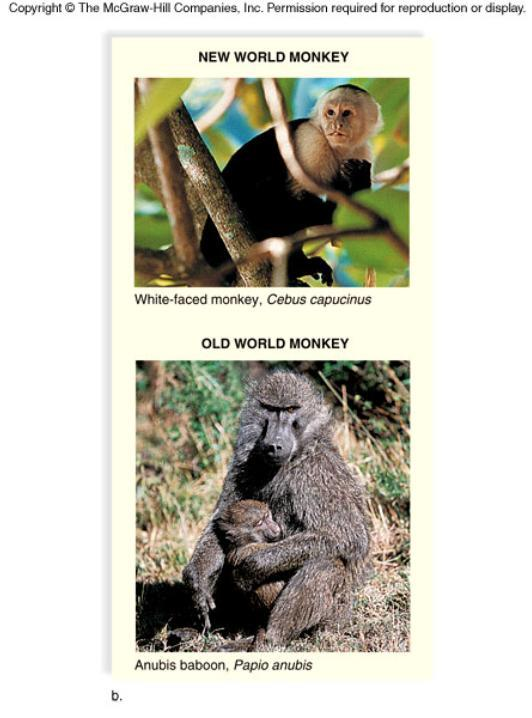 Copyright © The McGraw-Hill Companies, Inc. Permission required for reproduction or display.
NEW WORLD MONKEY
White-faced monkey, Cebus capucinus
OLD WORLD MONKEY
Anubis baboon, Papio anubis
b.